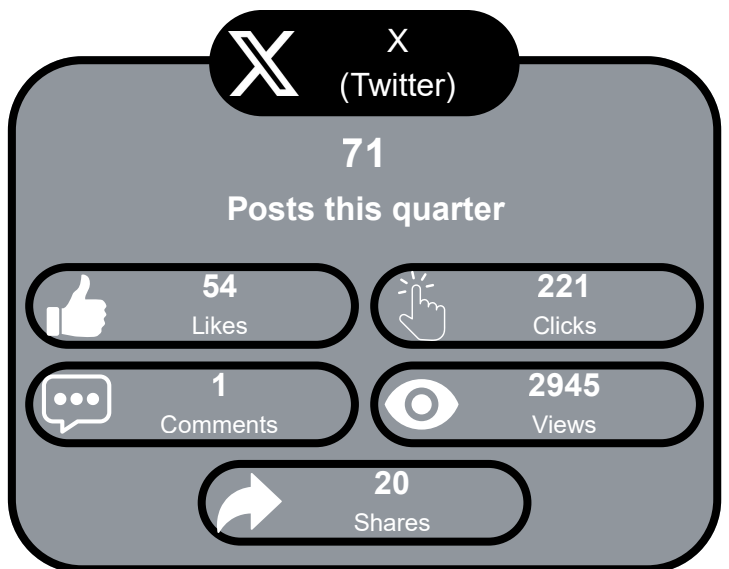 X
(Twitter)
71
Posts this quarter
54
Likes
221
Clicks
1
Comments
2945
Views
20
Shares